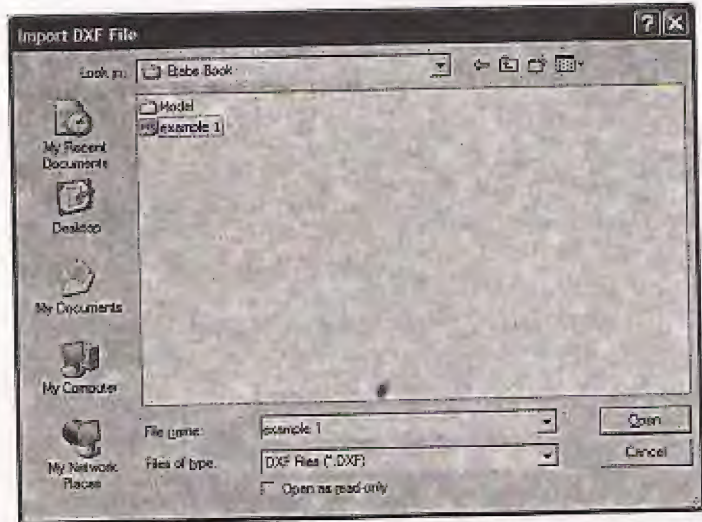 Import DXF File
Look in:
Etabs Book
Model
example 1
My Recent
Documents
Desktop
My Documents
My Computer
My Network
Places
File name:
example 1
Open
Files of type:
DXF Files (*.DXF)
Cancel
Open as read-only